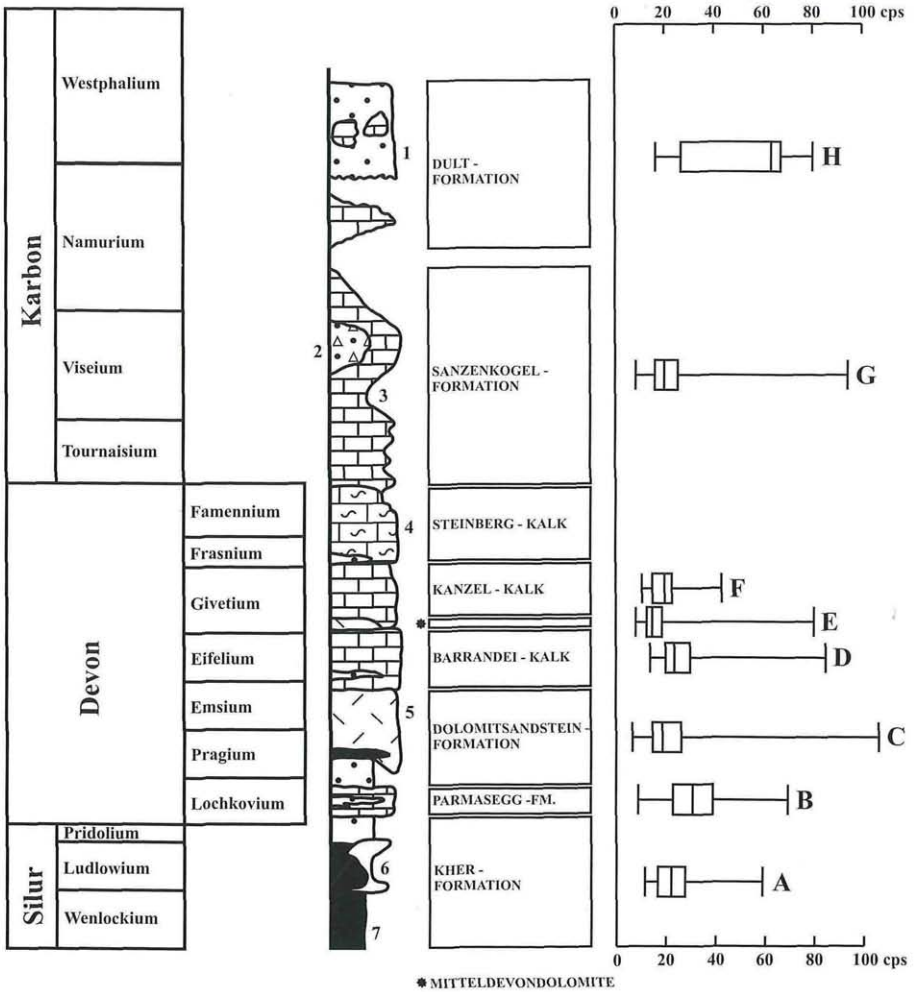 0 20 40 60 80 100 cps
Karbon
Westphalium
Namurium
Viseium
Tournaisium
Devon
Famennium
Frasnium
Givetium
Eifelium
Emsium
Pragium
Lochkovium
Silur
Pridolium
Ludlowium
Wenlockium
1
2
3
4
5
6
7
DULT -
FORMATION
SANZENKOGEL -
FORMATION
STEINBERG - KALK
KANZEL - KALK
*
BARRANDEI - KALK
DOLOMITSANDSTEIN -
FORMATION
PARMASEGG -FM.
KHER -
FORMATION
H
G
F
E
D
C
B
A
0 20 40 60 80 100 cps
* MITTELDEVONDOLOMITE